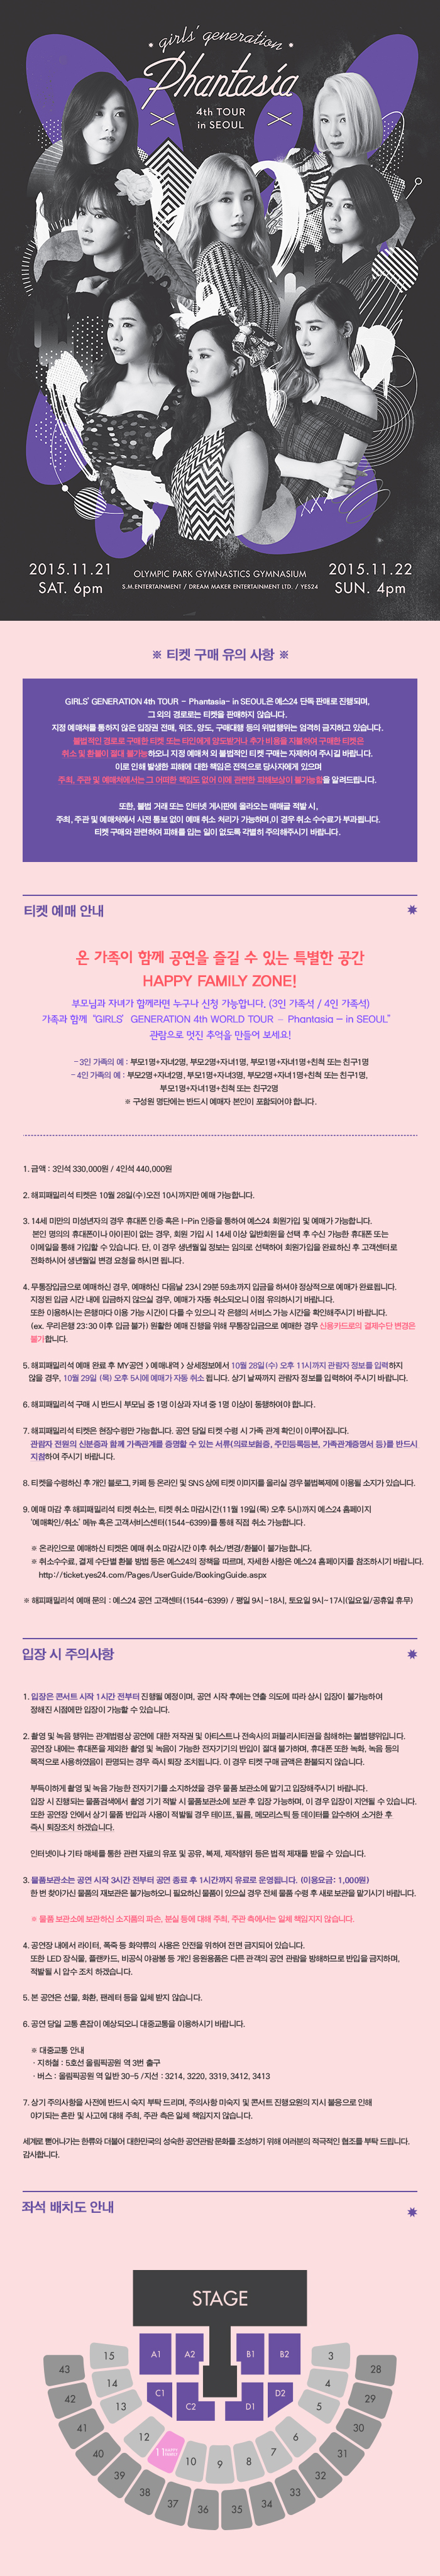 girls' generation
Phantasia
4th TOUR
in SEOUL
2015.11.21
SAT. 6pm
OLYMPIC PARK GYMNASTICS GYMNASIUM
S.M.ENTERTAINMENT / DREAM MAKER ENTERTAINMENT LTD. / YES24
2015.11.22
SUN. 4pm
※ 티켓 구매 유의 사항 ※
GIRLS' GENERATION 4th TOUR - Phantasia- in SEOUL은 예스24 단독 판매로 진행되며,
그 외의 경로로는 티켓을 판매하지 않습니다.
지정 예매처를 통하지 않은 입장권 전매, 위조, 양도, 구매대행 등의 위법행위는 엄격히 금지하고 있습니다.
불법적인 경로로 구매한 티켓 또는 타인에게 양도받거나 추가 비용을 지불하여 구매한 티켓은
취소 및 환불이 절대 불가능하오니 지정 예매처 외 불법적인 티켓 구매는 자제하여 주시길 바랍니다.
이로 인해 발생한 피해에 대한 책임은 전적으로 당사자에게 있으며
주최, 주관 및 예매처에서는 그 어떠한 책임도 없어 이에 관련한 피해보상이 불가능함을 알려드립니다.
또한, 불법 거래 또는 인터넷 게시판에 올라오는 매매글 적발 시,
주최, 주관 및 예매처에서 사전 통보 없이 예매 취소 처리가 가능하며,이 경우 취소 수수료가 부과됩니다.
티켓 구매와 관련하여 피해를 입는 일이 없도록 각별히 주의해주시기 바랍니다.
티켓 예매 안내
온 가족이 함께 공연을 즐길 수 있는 특별한 공간
HAPPY FAMILY ZONE!
부모님과 자녀가 함께라면 누구나 신청 가능합니다. (3인 가족석 / 4인 가족석)
가족과 함께 “GIRLS' GENERATION 4th WORLD TOUR – Phantasia – in SEOUL”
관람으로 멋진 추억을 만들어 보세요!
- 3인 가족의 예 : 부모1명+자녀2명, 부모2명+자녀1명, 부모1명+자녀1명+친척 또는 친구1명
- 4인 가족의 예 : 부모2명+자녀2명, 부모1명+자녀3명, 부모2명+자녀1명+친척 또는 친구1명,
부모1명+자녀1명+친척 또는 친구2명
※ 구성원 명단에는 반드시 예매자 본인이 포함되어야 합니다.
1. 금액 : 3인석 330,000원 / 4인석 440,000원
2. 해피패밀리석 티켓은 10월 28일(수)오전 10시까지만 예매 가능합니다.
3. 14세 미만의 미성년자의 경우 휴대폰 인증 혹은 I-Pin 인증을 통하여 예스24 회원가입 및 예매가 가능합니다.
본인 명의의 휴대폰이나 아이핀이 없는 경우, 회원 가입 시 14세 이상 일반회원을 선택 후 수신 가능한 휴대폰 또는
이메일을 통해 가입할 수 있습니다. 단, 이 경우 생년월일 정보는 임의로 선택하여 회원가입을 완료하신 후 고객센터로
전화하시어 생년월일 변경 요청을 하시면 됩니다.
4. 무통장입금으로 예매하신 경우, 예매하신 다음날 23시 29분 59초까지 입금을 하셔야 정상적으로 예매가 완료됩니다.
지정된 입금 시간 내에 입금하지 않으실 경우, 예매가 자동 취소되오니 이점 유의하시기 바랍니다.
또한 이용하시는 은행마다 이용 가능 시간이 다를 수 있으니 각 은행의 서비스 가능 시간을 확인해주시기 바랍니다.
(ex. 우리은행 23:30 이후 입금 불가) 원활한 예매 진행을 위해 무통장입금으로 예매한 경우 신용카드로의 결제수단 변경은
불가합니다.
5. 해피패밀리석 예매 완료 후 MY공연 > 예매내역 > 상세정보에서 10월 28일(수) 오후 11시까지 관람자 정보를 입력하지
않을 경우, 10월 29일 (목) 오후 5시에 예매가 자동 취소 됩니다. 상기 날짜까지 관람자 정보를 입력하여 주시기 바랍니다.
6. 해피패밀리석 구매 시 반드시 부모님 중 1명 이상과 자녀 중 1명 이상이 동행하여야 합니다.
7. 해피패밀리석 티켓은 현장수령만 가능합니다. 공연 당일 티켓 수령 시 가족 관계 확인이 이루어집니다.
관람자 전원의 신분증과 함께 가족관계를 증명할 수 있는 서류(의료보험증, 주민등록등본, 가족관계증명서 등)를 반드시
지참하여 주시기 바랍니다.
8. 티켓을 수령하신 후 개인 블로그, 카페 등 온라인 및 SNS 상에 티켓 이미지를 올리실 경우 불법복제에 이용될 소지가 있습니다.
9. 예매 마감 후 해피패밀리석 티켓 취소는, 티켓 취소 마감시간(11월 19일(목) 오후 5시)까지 예스24 홈페이지
‘예매확인/취소’ 메뉴 혹은 고객서비스센터(1544-6399)를 통해 직접 취소 가능합니다.
※ 온라인으로 예매하신 티켓은 예매 취소 마감시간 이후 취소/변경/환불이 불가능합니다.
※ 취소수수료, 결제 수단별 환불 방법 등은 예스24의 정책을 따르며, 자세한 사항은 예스24 홈페이지를 참조하시기 바랍니다.
http://ticket.yes24.com/Pages/UserGuide/BookingGuide.aspx
※ 해피패밀리석 예매 문의 : 예스24 공연 고객센터(1544-6399) / 평일 9시~18시, 토요일 9시~17시(일요일/공휴일 휴무)
입장 시 주의사항
1. 입장은 콘서트 시작 1시간 전부터 진행될 예정이며, 공연 시작 후에는 연출 의도에 따라 상시 입장이 불가능하여
정해진 시점에만 입장이 가능할 수 있습니다.
2. 촬영 및 녹음 행위는 관계법령상 공연에 대한 저작권 및 아티스트나 전속사의 퍼블리시티권을 침해하는 불법행위입니다.
공연장 내에는 휴대폰을 제외한 촬영 및 녹음이 가능한 전자기기의 반입이 절대 불가하며, 휴대폰 또한 녹화, 녹음 등의
목적으로 사용하였음이 판명되는 경우 즉시 퇴장 조치됩니다. 이 경우 티켓 구매 금액은 환불되지 않습니다.
부득이하게 촬영 및 녹음 가능한 전자기기를 소지하셨을 경우 물품 보관소에 맡기고 입장해주시기 바랍니다.
입장 시 진행되는 물품검색에서 촬영 기기 적발 시 물품보관소에 보관 후 입장 가능하며, 이 경우 입장이 지연될 수 있습니다.
또한 공연장 안에서 상기 물품 반입과 사용이 적발될 경우 테이프, 필름, 메모리스틱 등 데이터를 압수하여 소거한 후
즉시 퇴장조치 하겠습니다.
인터넷이나 기타 매체를 통한 관련 자료의 유포 및 공유, 복제, 제작행위 등은 법적 제재를 받을 수 있습니다.
3. 물품보관소는 공연 시작 3시간 전부터 공연 종료 후 1시간까지 유료로 운영됩니다. (이용요금: 1,000원)
한 번 찾아가신 물품의 재보관은 불가능하오니 필요하신 물품이 있으실 경우 전체 물품 수령 후 새로 보관을 맡기시기 바랍니다.
※ 물품 보관소에 보관하신 소지품의 파손, 분실 등에 대해 주최, 주관 측에서는 일체 책임지지 않습니다.
4. 공연장 내에서 라이터, 폭죽 등 화약류의 사용은 안전을 위하여 전면 금지되어 있습니다.
또한 LED 장식물, 플랜카드, 비공식 야광봉 등 개인 응원용품은 다른 관객의 공연 관람을 방해하므로 반입을 금지하며,
적발될 시 압수 조치 하겠습니다.
5. 본 공연은 선물, 화환, 팬레터 등을 일체 받지 않습니다.
6. 공연 당일 교통 혼잡이 예상되오니 대중교통을 이용하시기 바랍니다.
※ 대중교통 안내
· 지하철 : 5호선 올림픽공원 역 3번 출구
· 버스 : 올림픽공원 역 일반 30-5 /지선 : 3214, 3220, 3319, 3412, 3413
7. 상기 주의사항을 사전에 반드시 숙지 부탁 드리며, 주의사항 미숙지 및 콘서트 진행요원의 지시 불응으로 인해
야기되는 혼란 및 사고에 대해 주최, 주관 측은 일체 책임지지 않습니다.
세계로 뻗어나가는 한류와 더불어 대한민국의 성숙한 공연관람 문화를 조성하기 위해 여러분의 적극적인 협조를 부탁 드립니다.
감사합니다.
좌석 배치도 안내
STAGE
A1 A2 B1 B2
C1 C2 D1 D2
15 14 13 12 11 HAPPY FAMILY 10 9 8 7 6 5 4 3
43 42 41 40 39 38 37 36 35 34 33 32 31 30 29 28